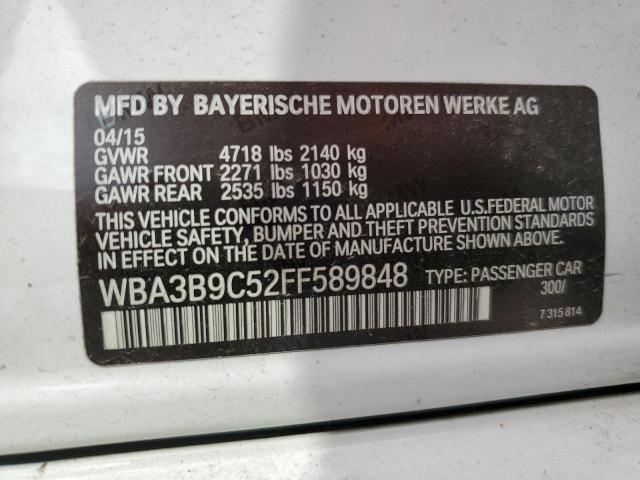 MFD BY BAYERISCHE MOTOREN WERKE AG
04/15
GVWR 4718 lbs 2140 kg
GAWR FRONT 2271 lbs 1030 kg
GAWR REAR 2535 lbs 1150 kg
THIS VEHICLE CONFORMS TO ALL APPLICABLE U.S.FEDERAL MOTOR
VEHICLE SAFETY, BUMPER AND THEFT PREVENTION STANDARDS
IN EFFECT ON THE DATE OF MANUFACTURE SHOWN ABOVE.
WBA3B9C52FF589848 TYPE: PASSENGER CAR
300/
7 315 814